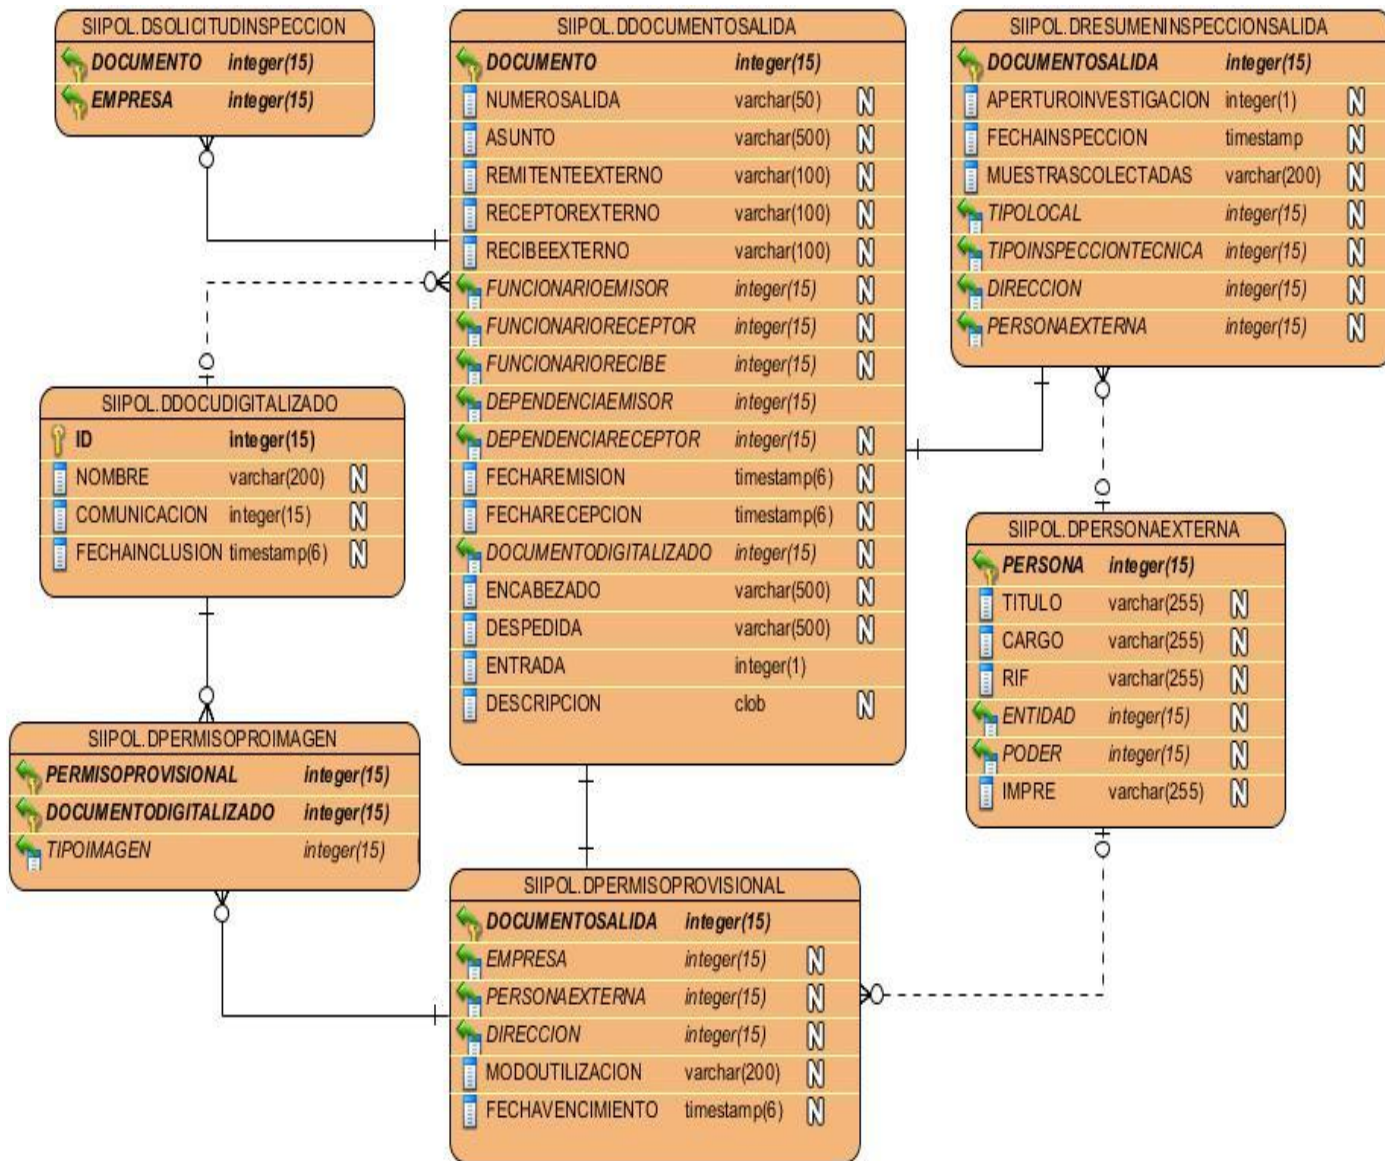 SIIPOL.DSOLICITUDINSPECCION
DOCUMENTO integer(15)
EMPRESA integer(15)
SIIPOL.DDOCUMENTOSALIDA
DOCUMENTO integer(15)
NUMEROSALIDA varchar(50) N
ASUNTO varchar(500) N
REMITENTEEXTERNO varchar(100) N
RECEPTOREXTERNO varchar(100) N
RECIBEEXTERNO varchar(100) N
FUNCIONARIOEMISOR integer(15) N
FUNCIONARIORECEPTOR integer(15) N
FUNCIONARIORECIBE integer(15) N
DEPENDENCIAEMISOR integer(15)
DEPENDENCIARECEPTOR integer(15) N
FECHAREMISION timestamp(6) N
FECHARECEPCION timestamp(6) N
DOCUMENTODIGITALIZADO integer(15) N
ENCABEZADO varchar(500) N
DESPEDIDA varchar(500) N
ENTRADA integer(1)
DESCRIPCION clob N
SIIPOL.DRESUMENINSPECCIONSALIDA
DOCUMENTOSALIDA integer(15)
APERTUROINVESTIGACION integer(1) N
FECHAINSPECCION timestamp N
MUESTRASCOLECTADAS varchar(200) N
TIPOLOCAL integer(15) N
TIPOINSPECCIONTECNICA integer(15) N
DIRECCION integer(15) N
PERSONAEXTERNA integer(15) N
SIIPOL.DDOCUDIGITALIZADO
ID integer(15)
NOMBRE varchar(200) N
COMUNICACION integer(15) N
FECHAINCLUSION timestamp(6) N
SIIPOL.DPERSONAEXTERNA
PERSONA integer(15)
TITULO varchar(255) N
CARGO varchar(255) N
RIF varchar(255) N
ENTIDAD integer(15) N
PODER integer(15) N
IMPRE varchar(255) N
SIIPOL.DPERMISOPROIMAGEN
PERMISOPROVISIONAL integer(15)
DOCUMENTODIGITALIZADO integer(15)
TIPOIMAGEN integer(15)
SIIPOL.DPERMISOPROVISIONAL
DOCUMENTOSALIDA integer(15)
EMPRESA integer(15) N
PERSONAEXTERNA integer(15) N
DIRECCION integer(15) N
MODOUTILIZACION varchar(200) N
FECHAVENCIMIENTO timestamp(6) N